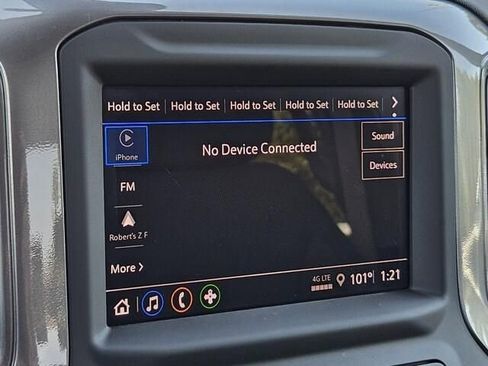 Hold to Set Hold to Set Hold to Set Hold to Set Hold to Set
iPhone
No Device Connected
Sound
Devices
FM
Robert's Z F
More
4G LTE
101° 1:21